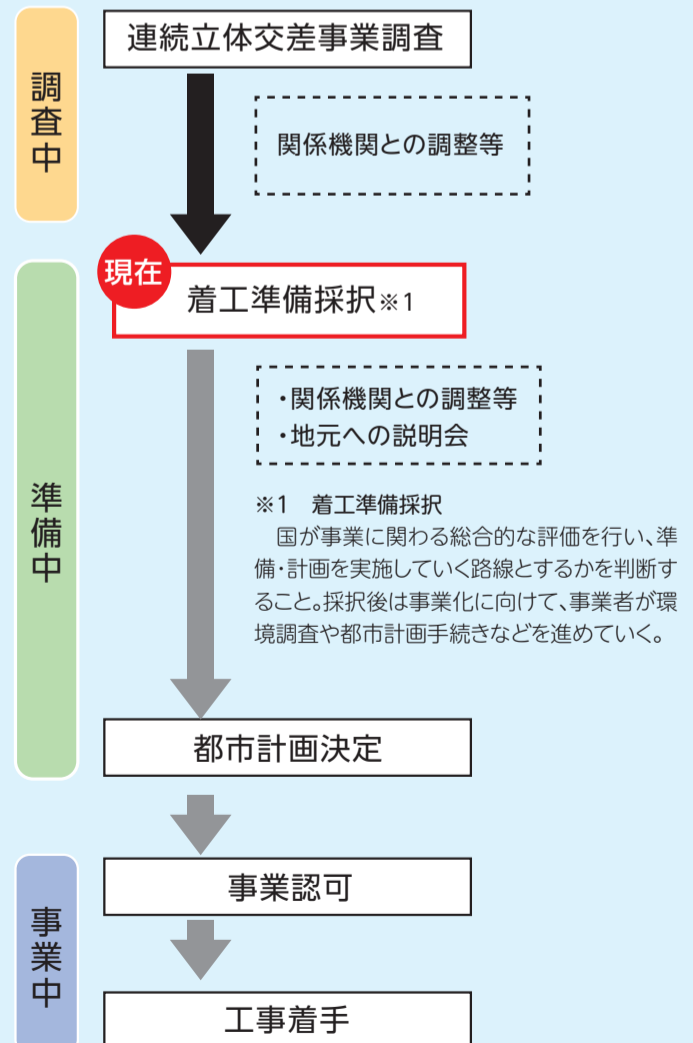 調査中
連続立体交差事業調査
関係機関との調整等
準備中
現在
着工準備採択※1
・関係機関との調整等
・地元への説明会
※1　着工準備採択
　国が事業に関わる総合的な評価を行い、準
備・計画を実施していく路線とするかを判断す
ること。採択後は事業化に向けて、事業者が環
境調査や都市計画手続きなどを進めていく。
都市計画決定
事業中
事業認可
工事着手